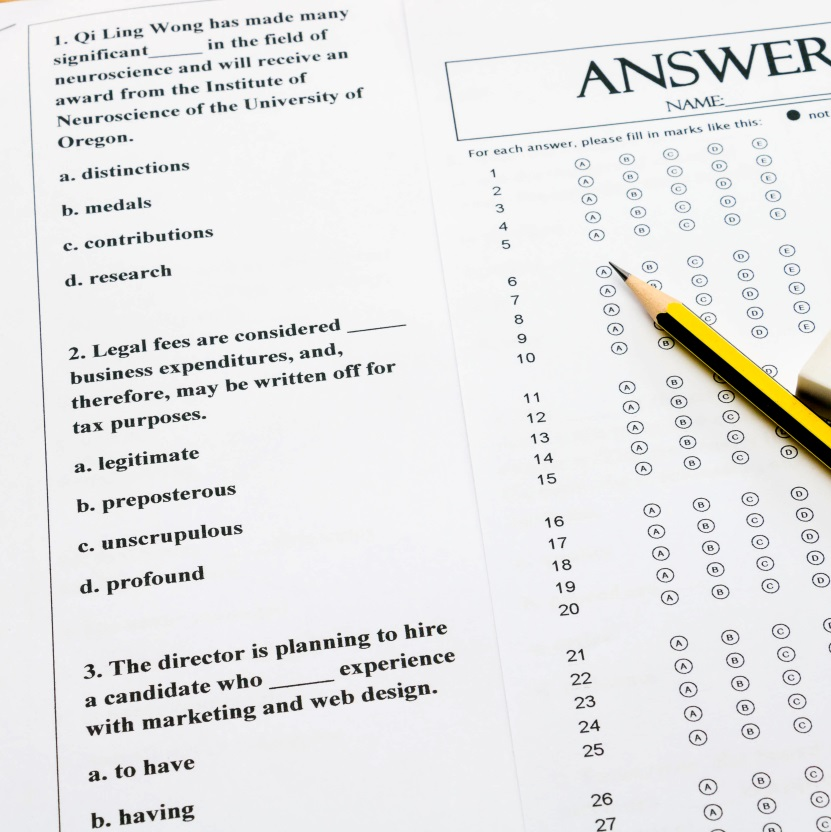 1. Qi Ling Wong has made many
significant_____ in the field of
neuroscience and will receive an
award from the Institute of
Neuroscience of the University of
Oregon.
a. distinctions
b. medals
c. contributions
d. research
2. Legal fees are considered _____
business expenditures, and,
therefore, may be written off for
tax purposes.
a. legitimate
b. preposterous
c. unscrupulous
d. profound
3. The director is planning to hire
a candidate who _____ experience
with marketing and web design.
a. to have
b. having
ANSWER
NAME:
For each answer, please fill in marks like this: ● not
1 A B C D E
2 A B C D E
3 A B C D E
4 A B C D E
5 A B C D E
6 A B C D E
7 A B C D E
8 A C D E
9 A C D E
10 A B D E
11 A B D
12 A B C
13 A B C
14 A B C
15 A B C D
16 A B C D
17 A B C D
18 A B C D
19 A B C D
20 A B C D
21 A B C
22 A B C
23 A B C
24 A B C
25 A B C
26 A B C
27 A B C